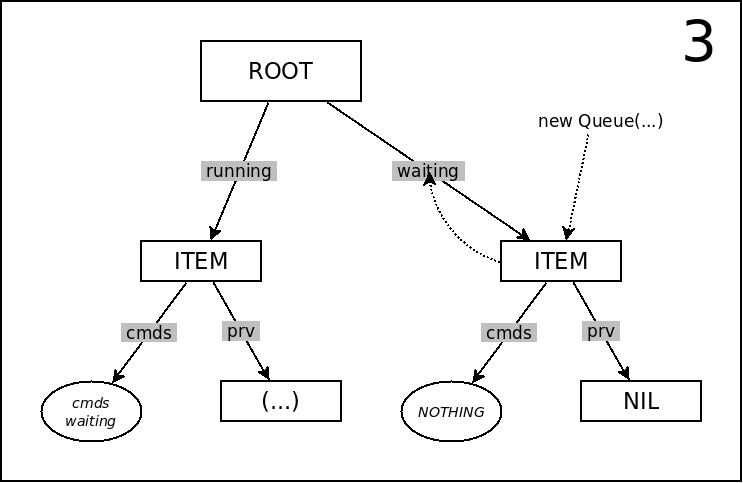 3
ROOT
new Queue(...)
running
waiting
ITEM
ITEM
cmds
prv
cmds
prv
cmds
waiting
(...)
NOTHING
NIL